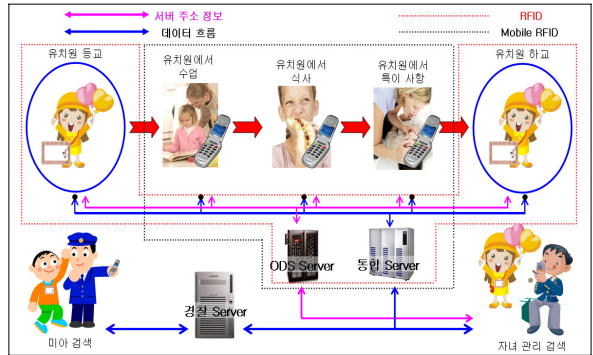 서버 주소 정보
데이터 흐름
RFID
Mobile RFID
유치원 등교
유치원에서
수업
유치원에서
식사
유치원에서
특이 사항
유치원 하교
ODS Server
통합 Server
경찰 Server
미아 검색
자녀 관리 검색